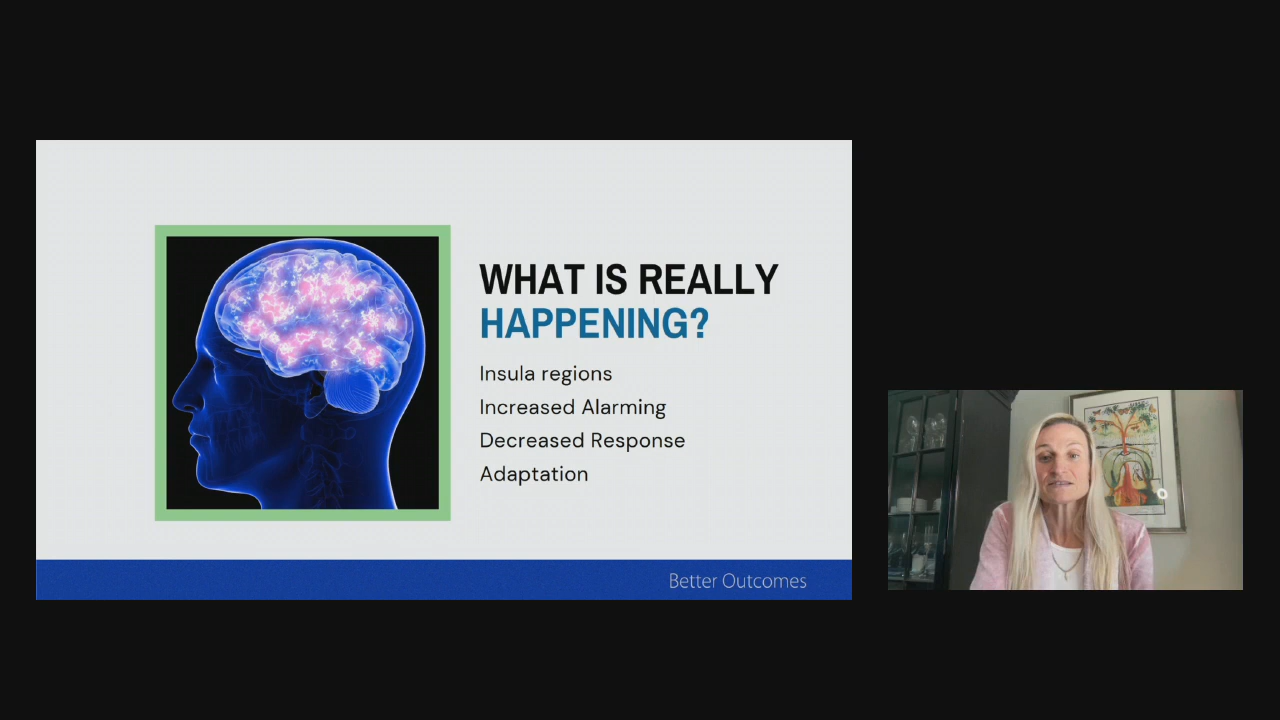 WHAT IS REALLY
HAPPENING?
Insula regions
Increased Alarming
Decreased Response
Adaptation
Better Outcomes